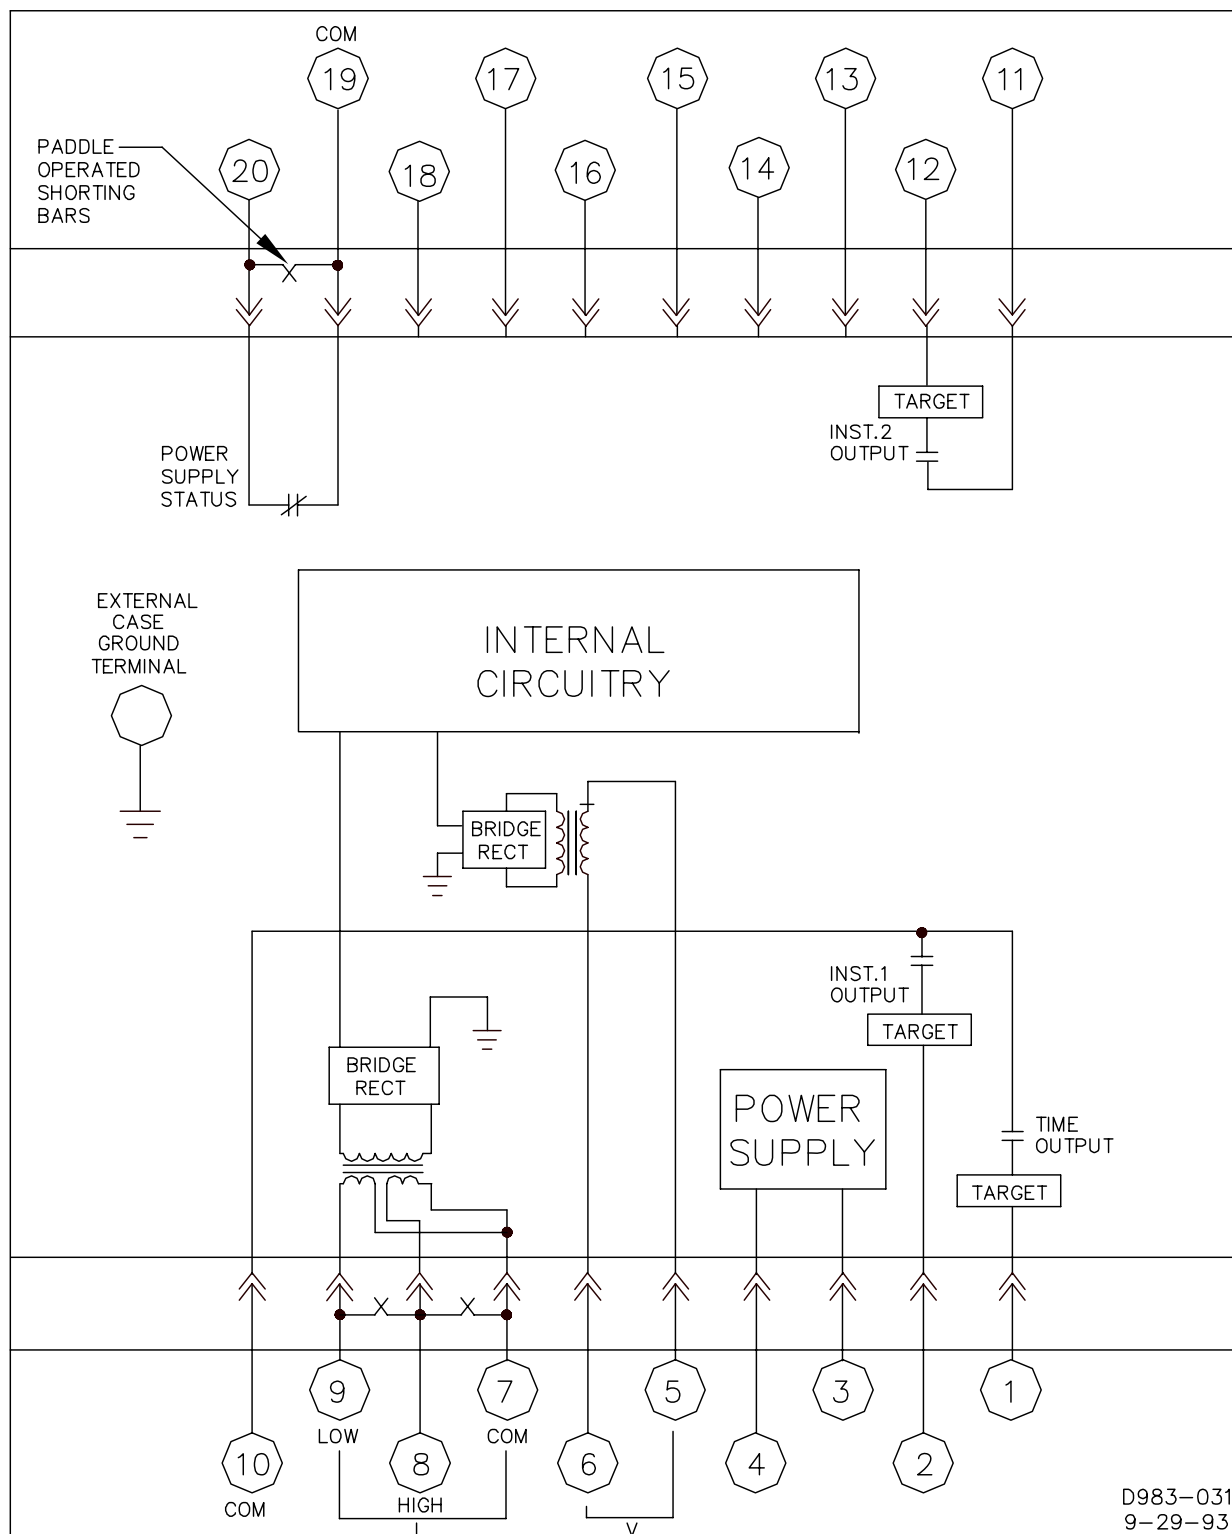 COM
19
17
15
13
11
PADDLE
OPERATED
SHORTING
BARS
20
18
16
14
12
TARGET
INST.2
OUTPUT
POWER
SUPPLY
STATUS
EXTERNAL
CASE
GROUND
TERMINAL
INTERNAL
CIRCUITRY
BRIDGE
RECT
INST.1
OUTPUT
TARGET
BRIDGE
RECT
POWER
SUPPLY
TIME
OUTPUT
TARGET
9
7
5
3
1
LOW
COM
10
8
6
4
2
COM
HIGH
I
V
D983-031
9-29-93